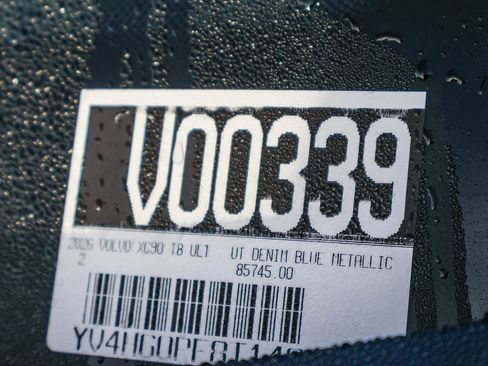 V00339
2026 VOLVO XC90 T8 ULT UT DENIM BLUE METALLIC
2 85745.00